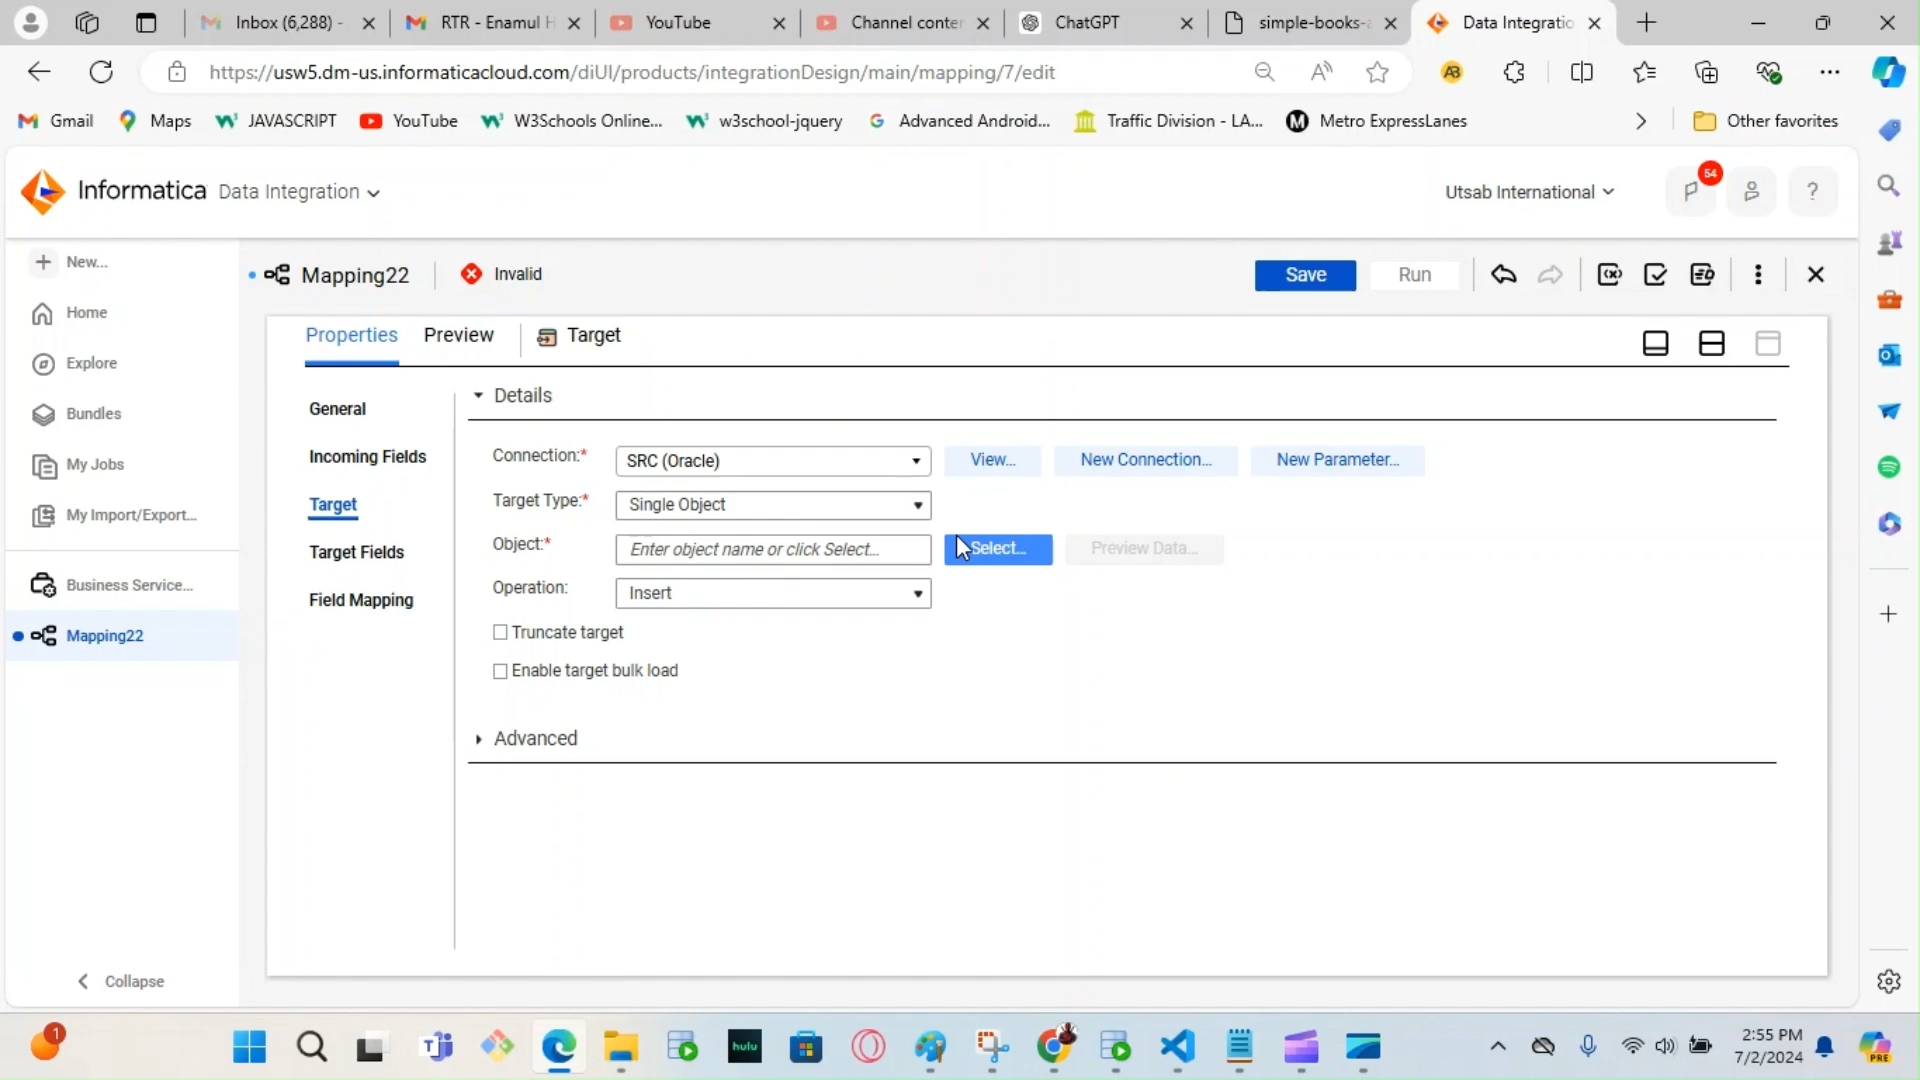 Inbox (6,288) -
RTR - Enamul H
YouTube
Channel conter
ChatGPT
simple-books-a
Data Integratio
https://usw5.dm-us.informaticacloud.com/diUI/products/integrationDesign/main/mapping/7/edit
Gmail
Maps
JAVASCRIPT
YouTube
W3Schools Online...
w3school-jquery
Advanced Android...
Traffic Division - LA...
Metro ExpressLanes
Other favorites
Informatica
Data Integration
Utsab International
54
?
New...
Home
Explore
Bundles
My Jobs
My Import/Export...
Business Service...
Mapping22
Collapse
Mapping22
Invalid
Save
Run
Properties
Preview
Target
General
Incoming Fields
Target
Target Fields
Field Mapping
Details
Connection:*
SRC (Oracle)
View...
New Connection...
New Parameter...
Target Type:*
Single Object
Object:*
Enter object name or click Select...
Select...
Preview Data...
Operation:
Insert
Truncate target
Enable target bulk load
Advanced
1
hulu
2:55 PM
7/2/2024
PRE